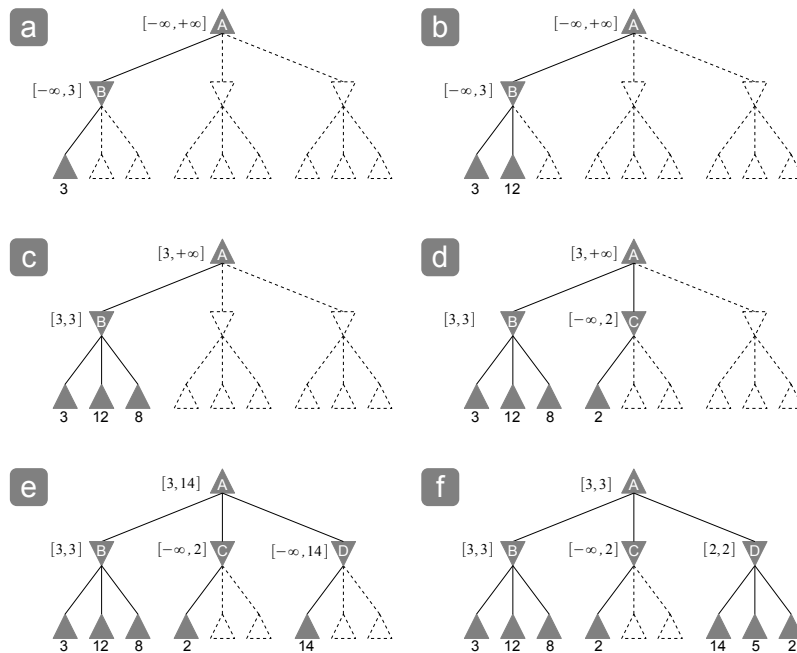 a
[−∞, +∞] A
[−∞, 3] B
3
b
[−∞, +∞] A
[−∞, 3] B
3 12
c
[3, +∞] A
[3, 3] B
3 12 8
d
[3, +∞] A
[3, 3] B [−∞, 2] C
3 12 8 2
e
[3, 14] A
[3, 3] B [−∞, 2] C [−∞, 14] D
3 12 8 2 14
f
[3, 3] A
[3, 3] B [−∞, 2] C [2, 2] D
3 12 8 2 14 5 2